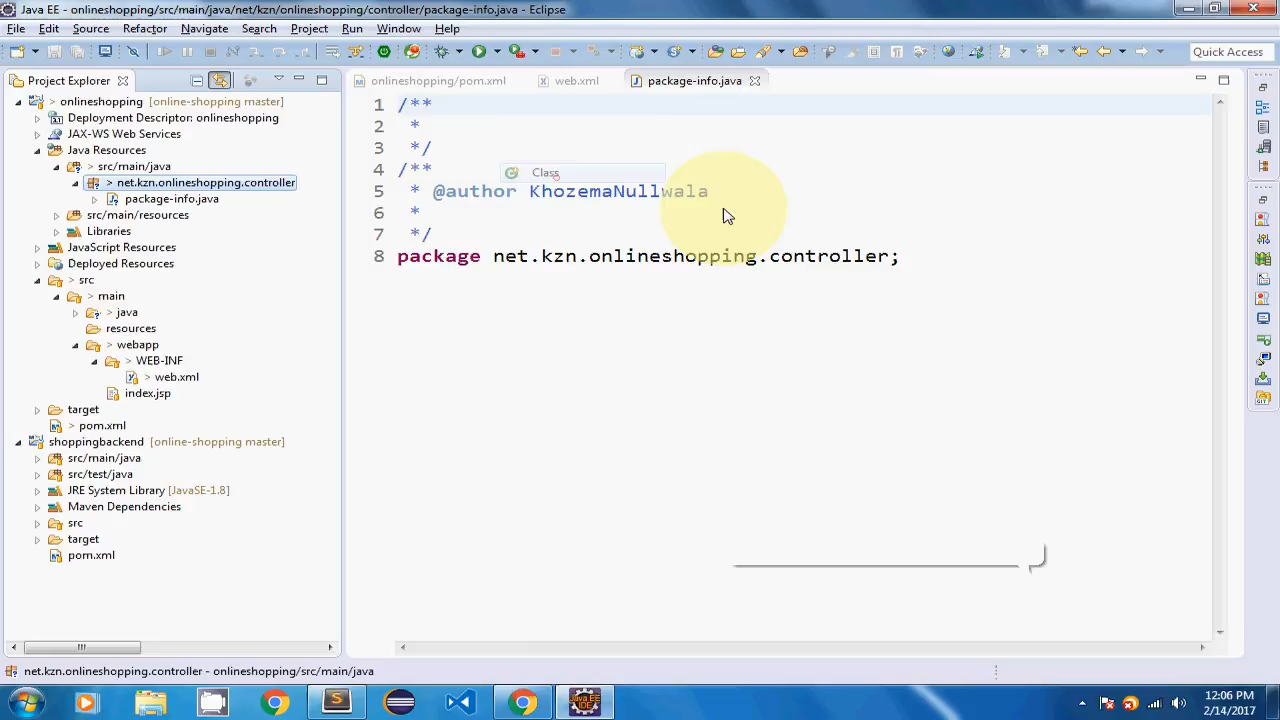 Java EE - onlineshopping/src/main/java/net/kzn/onlineshopping/controller/package-info.java - Eclipse
File Edit Source Refactor Navigate Search Project Run Window Help
Quick Access
Project Explorer
onlineshopping/pom.xml web.xml package-info.java
> onlineshopping [online-shopping master]
Deployment Descriptor: onlineshopping
JAX-WS Web Services
Java Resources
> src/main/java
> net.kzn.onlineshopping.controller
package-info.java
src/main/resources
Libraries
JavaScript Resources
Deployed Resources
> src
> main
> java
resources
> webapp
> WEB-INF
> web.xml
index.jsp
target
> pom.xml
shoppingbackend [online-shopping master]
src/main/java
src/test/java
JRE System Library [JavaSE-1.8]
Maven Dependencies
src
target
pom.xml
1 /**
2 *
3 */
4 /**
Class
5 * @author KhozemaNullwala
6 *
7 */
8 package net.kzn.onlineshopping.controller;
net.kzn.onlineshopping.controller - onlineshopping/src/main/java
Java EE
IDE
12:06 PM
2/14/2017